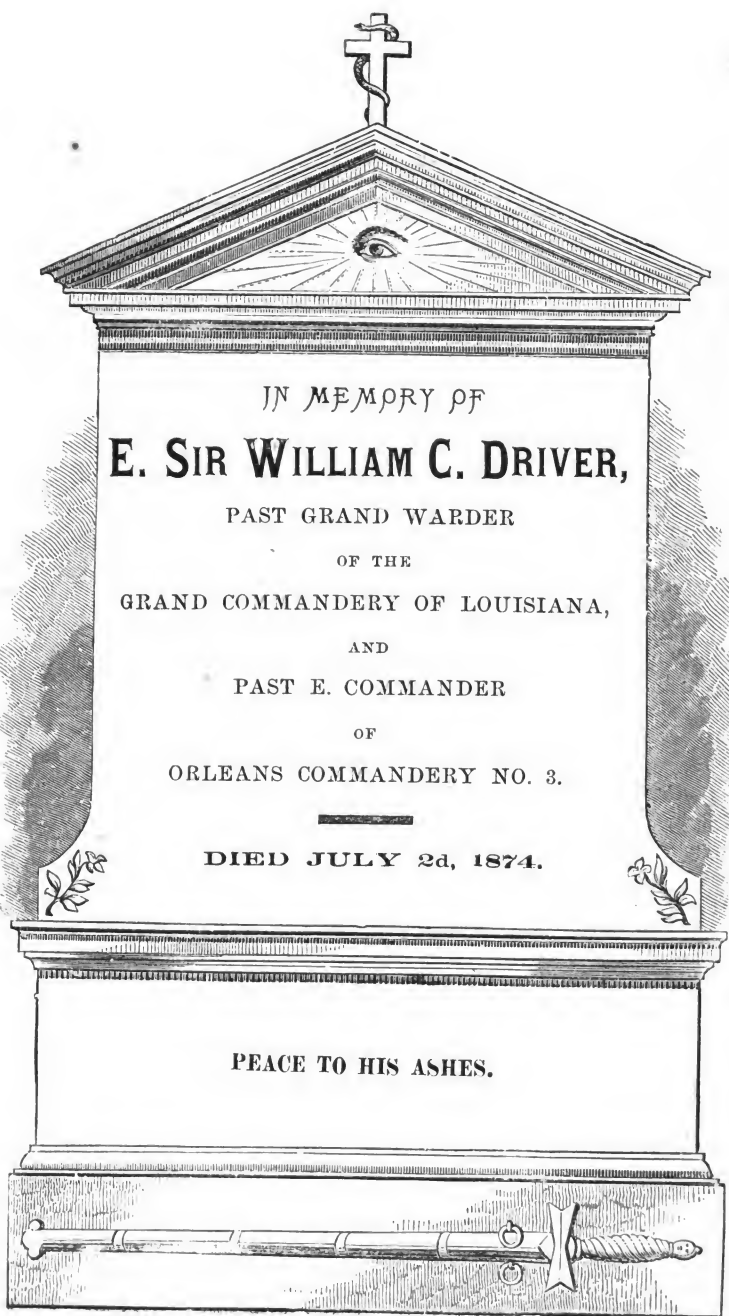 IN MEMORY OF
E. SIR WILLIAM C. DRIVER,
PAST GRAND WARDER
OF THE
GRAND COMMANDERY OF LOUISIANA,
AND
PAST E. COMMANDER
OF
ORLEANS COMMANDERY NO. 3.
DIED JULY 2d, 1874.
PEACE TO HIS ASHES.